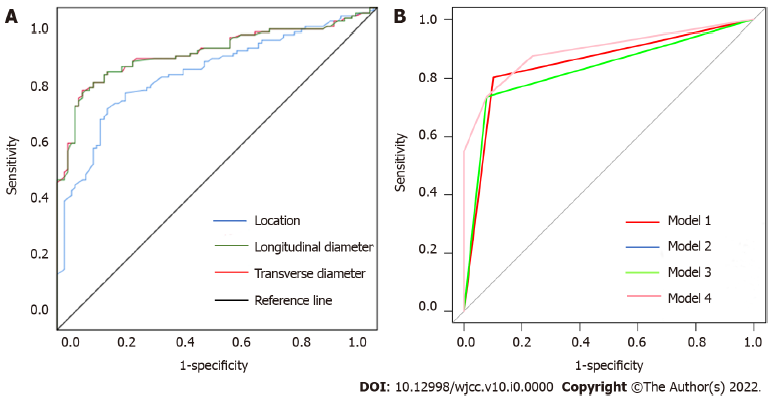 A
1.0
0.8
0.6
0.4
0.2
0.0
Sensitivity
Location
Longitudinal diameter
Transverse diameter
Reference line
0.0 0.2 0.4 0.6 0.8 1.0
1-specificity
B
1.0
0.8
0.6
0.4
0.2
0.0
Sensitivity
Model 1
Model 2
Model 3
Model 4
0.0 0.2 0.4 0.6 0.8 1.0
1-specificity
DOI: 10.12998/wjcc.v10.i0.0000 Copyright ©The Author(s) 2022.